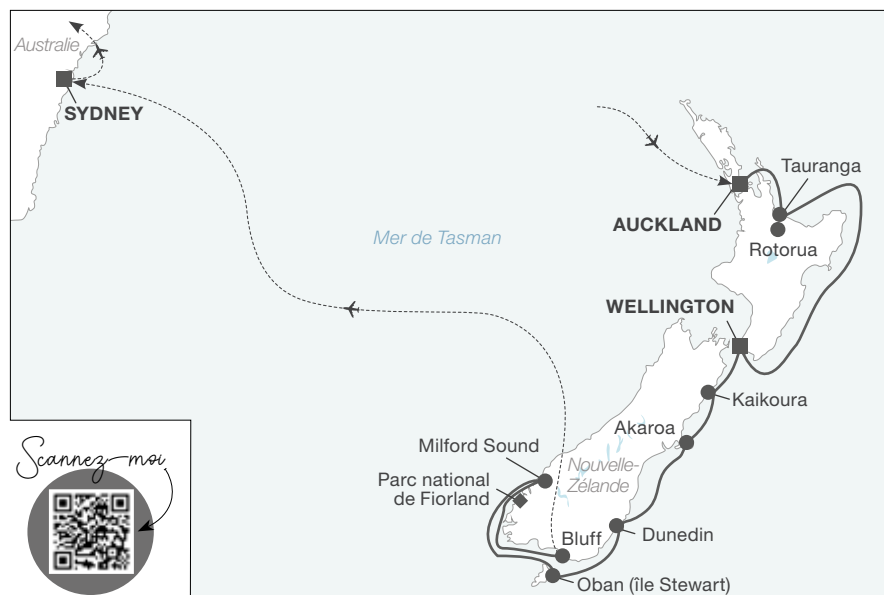 Australie
SYDNEY
Mer de Tasman
Tauranga
AUCKLAND
Rotorua
WELLINGTON
Kaikoura
Akaroa
Milford Sound
Nouvelle-
Zélande
Parc national
de Fiorland
Bluff
Dunedin
Oban (île Stewart)
Scannez-moi